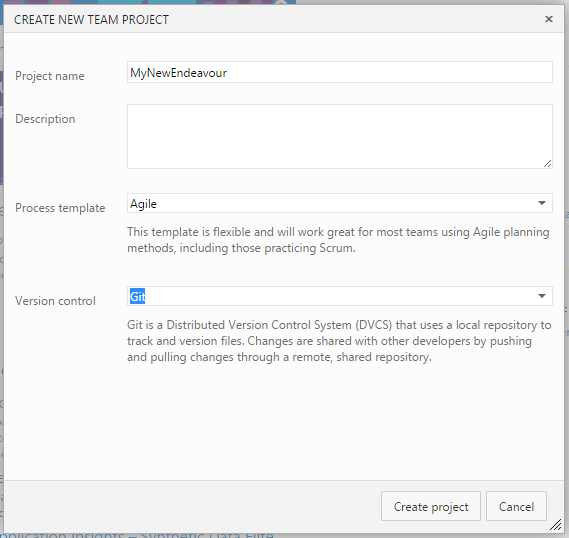 CREATE NEW TEAM PROJECT
Project name
MyNewEndeavour
Description
Process template
Agile
This template is flexible and will work great for most teams using Agile planning
methods, including those practicing Scrum.
Version control
Git
Git is a Distributed Version Control System (DVCS) that uses a local repository to
track and version files. Changes are shared with other developers by pushing
and pulling changes through a remote, shared repository.
Create project
Cancel